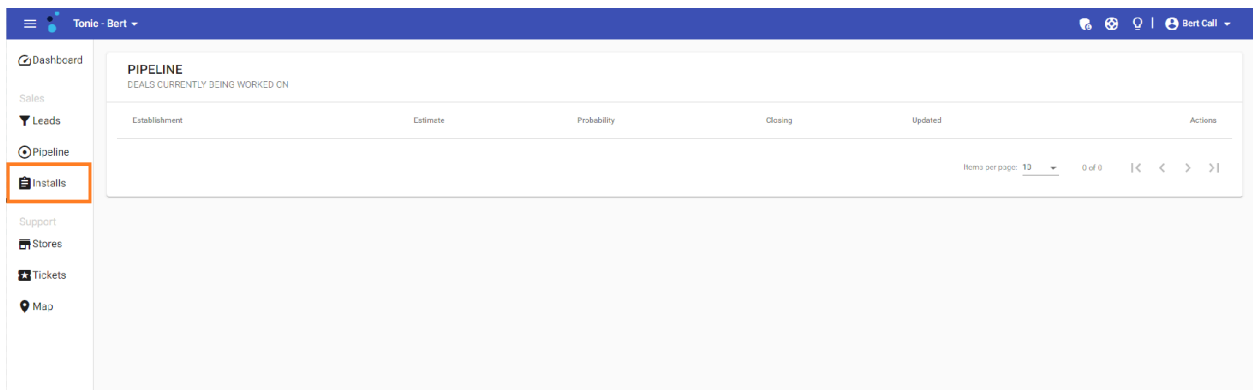 Tonic - Bert
Bert Call
Dashboard
Sales
Leads
Pipeline
Installs
Support
Stores
Tickets
Map
PIPELINE
DEALS CURRENTLY BEING WORKED ON
Establishment Estimate Probability Closing Updated Actions
Items per page: 10 0 of 0